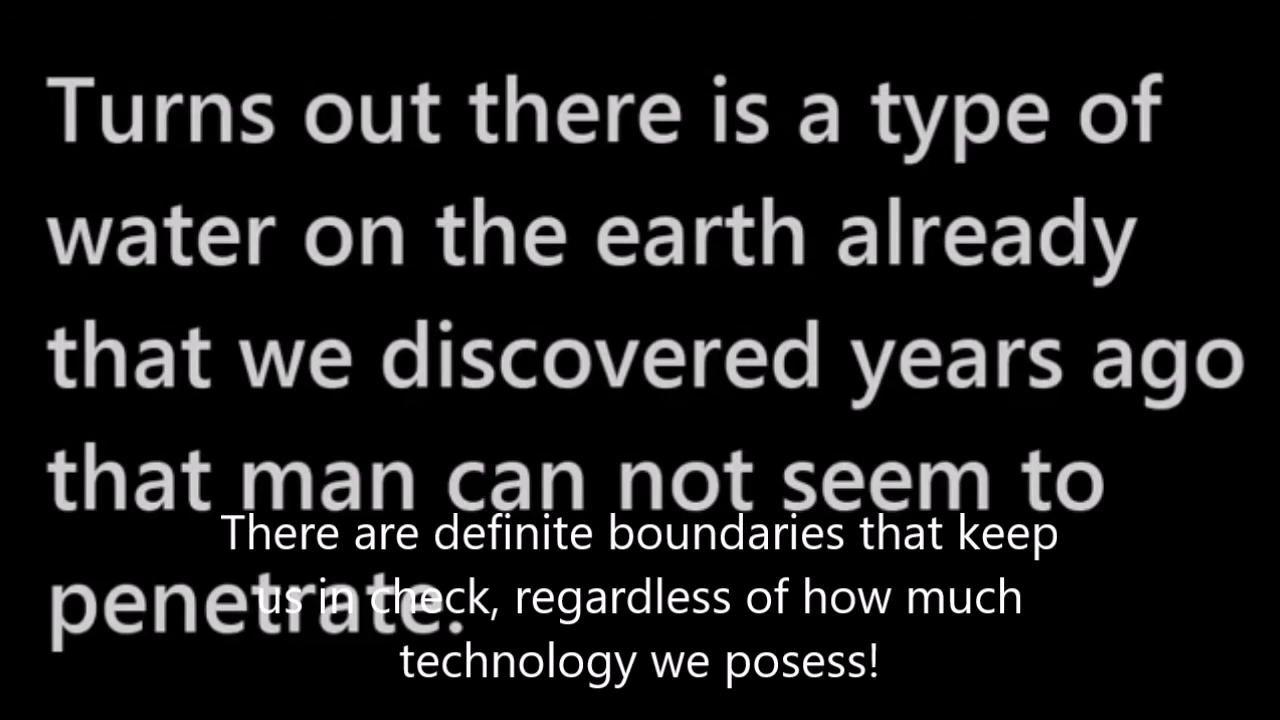 Turns out there is a type of
water on the earth already
that we discovered years ago
that man can not seem to
penetrate.
There are definite boundaries that keep
us in check, regardless of how much
technology we posess!